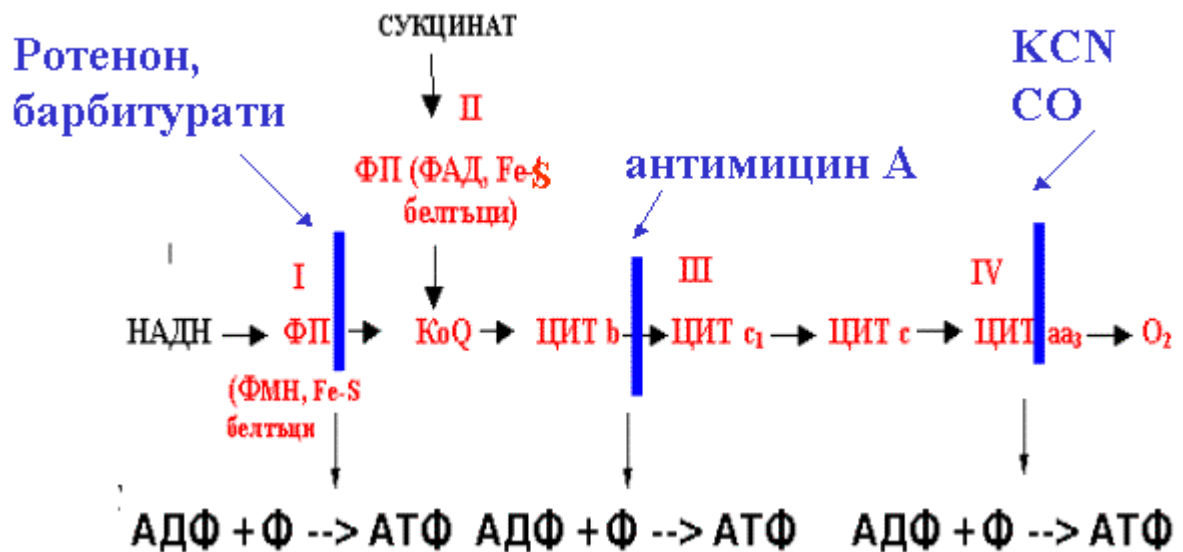 СУКЦИНАТ
Ротенон,
барбитурати
KCN
CO
II
ФП (ФАД, Fe-S
белтъци)
антимицин А
I
III
IV
НАДН
ФП
КоQ
ЦИТ b
ЦИТ c₁
ЦИТ c
ЦИТ aa₃
O₂
(ФМН, Fe-S
белтъци
АДФ + Ф --> АТФ АДФ + Ф --> АТФ АДФ + Ф --> АТФ